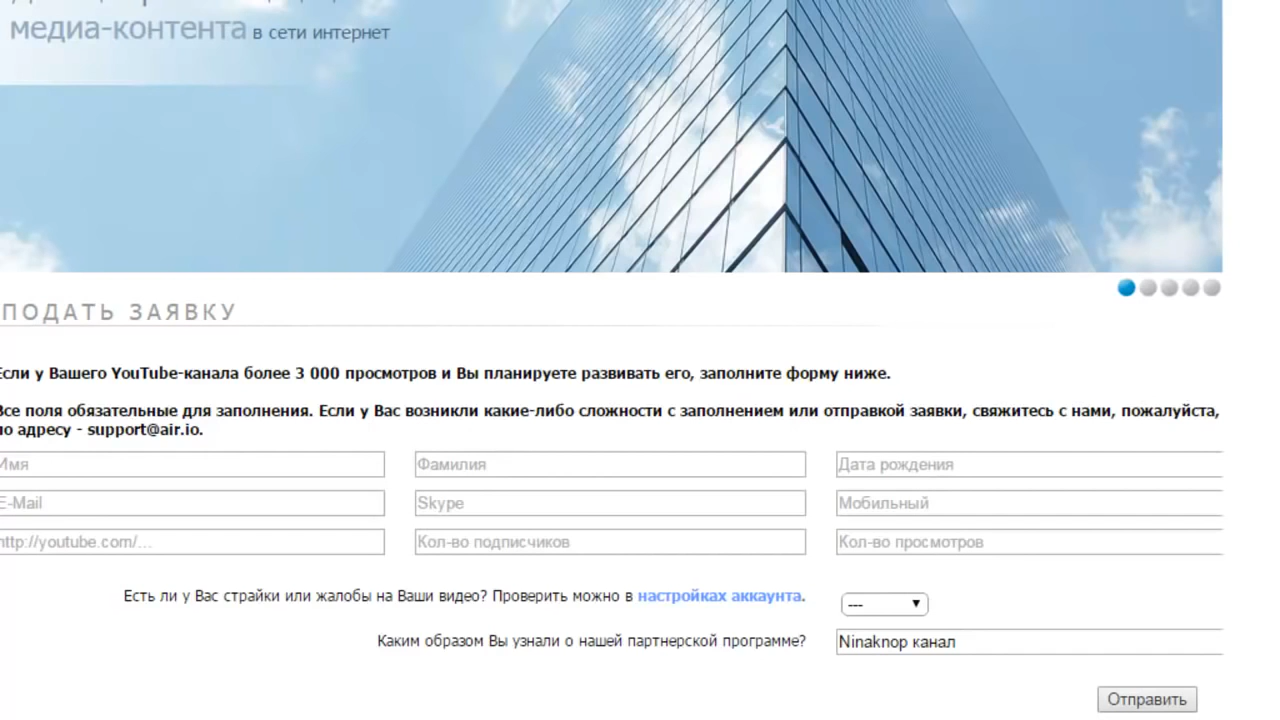 медиа-контента в сети интернет
ПОДАТЬ ЗАЯВКУ
Если у Вашего YouTube-канала более 3 000 просмотров и Вы планируете развивать его, заполните форму ниже.
Все поля обязательные для заполнения. Если у Вас возникли какие-либо сложности с заполнением или отправкой заявки, свяжитесь с нами, пожалуйста,
по адресу - support@air.io.
Имя Фамилия Дата рождения
E-Mail Skype Мобильный
http://youtube.com/... Кол-во подписчиков Кол-во просмотров
Есть ли у Вас страйки или жалобы на Ваши видео? Проверить можно в настройках аккаунта. ---
Каким образом Вы узнали о нашей партнерской программе? Ninaknop канал
Отправить